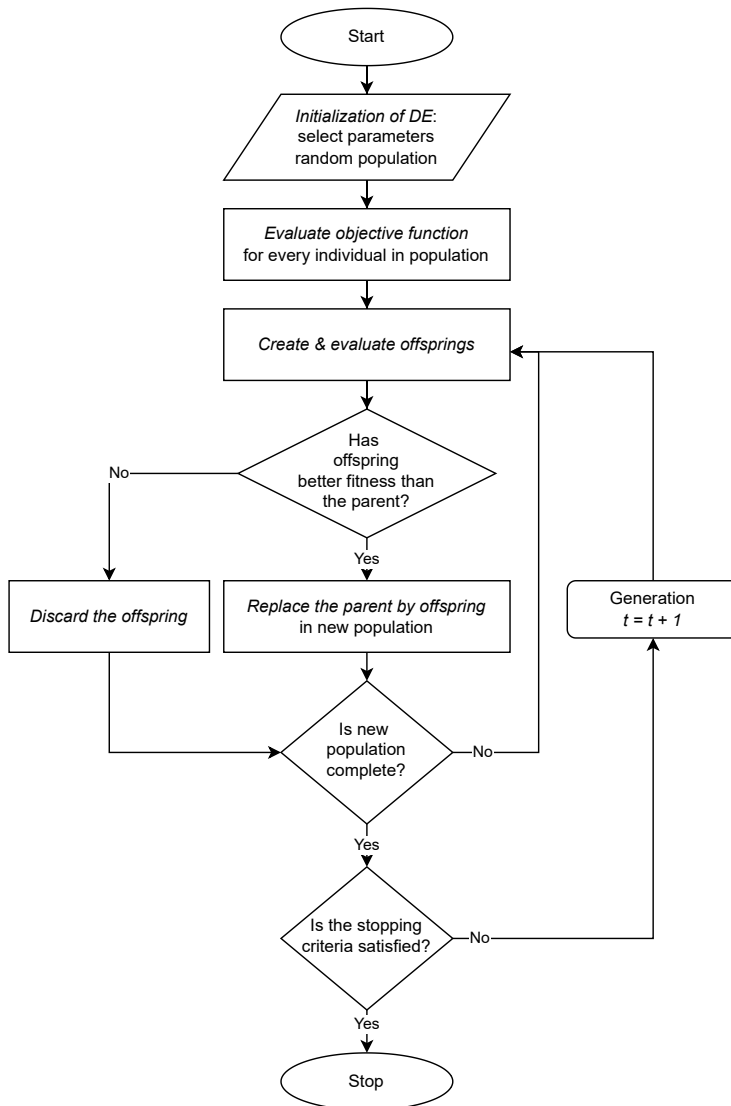 Start
Initialization of DE:
select parameters
random population
Evaluate objective function
for every individual in population
Create & evaluate offsprings
Has
offspring
better fitness than
the parent?
No
Yes
Discard the offspring
Replace the parent by offspring
in new population
Generation
t = t + 1
Is new
population
complete?
No
Yes
Is the stopping
criteria satisfied?
No
Yes
Stop